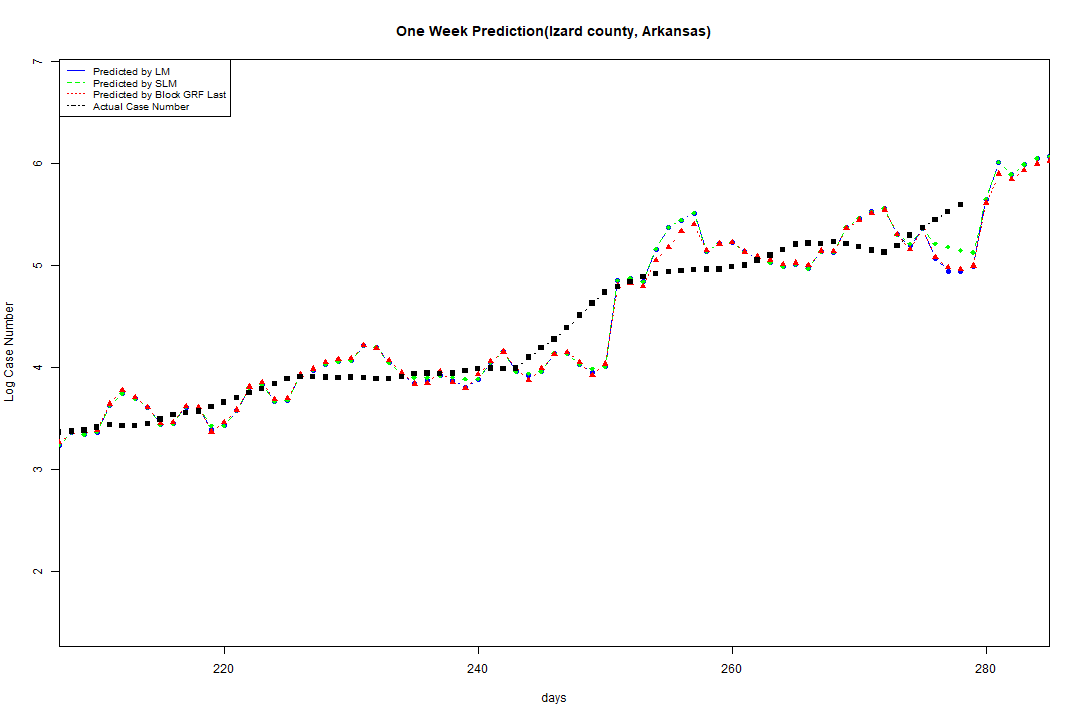 One Week Prediction(Izard county, Arkansas)
Predicted by LM
Predicted by SLM
Predicted by Block GRF Last
Actual Case Number
7
6
5
4
3
2
Log Case Number
220 240 260 280
days